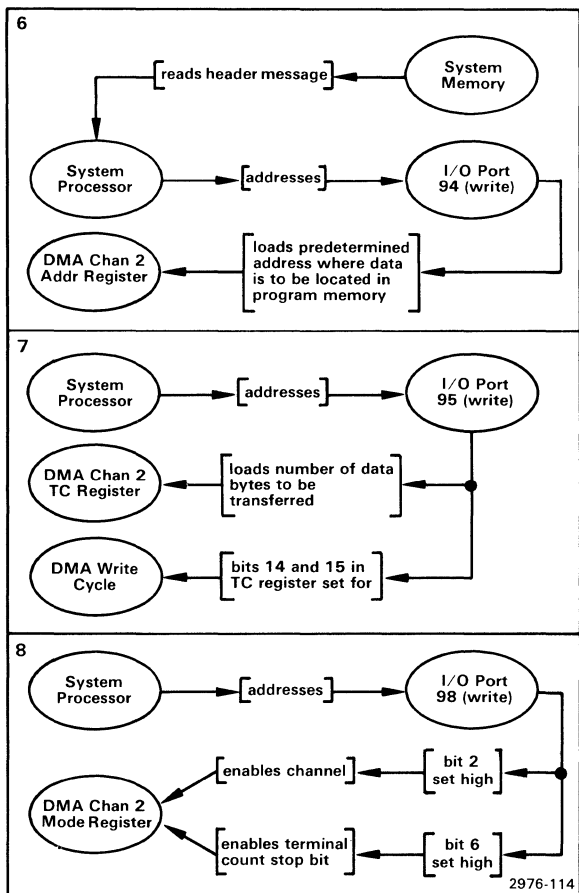 6
[reads header message]
System
Memory
System
Processor
[addresses]
I/O Port
94 (write)
DMA Chan 2
Addr Register
loads predetermined
address where data
is to be located in
program memory
7
System
Processor
[addresses]
I/O Port
95 (write)
DMA Chan 2
TC Register
loads number of data
bytes to be
transferred
DMA Write
Cycle
bits 14 and 15 in
TC register set for
8
System
Processor
[addresses]
I/O Port
98 (write)
DMA Chan 2
Mode Register
[enables channel]
bit 2
set high
enables terminal
count stop bit
bit 6
set high
2976-114